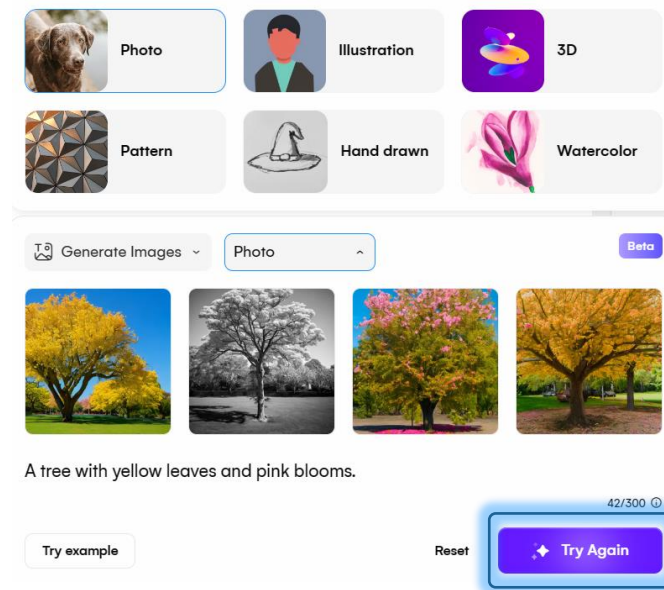 Photo
Illustration
3D
Pattern
Hand drawn
Watercolor
Generate Images
Photo
Beta
A tree with yellow leaves and pink blooms.
42/300
Try example
Reset
Try Again